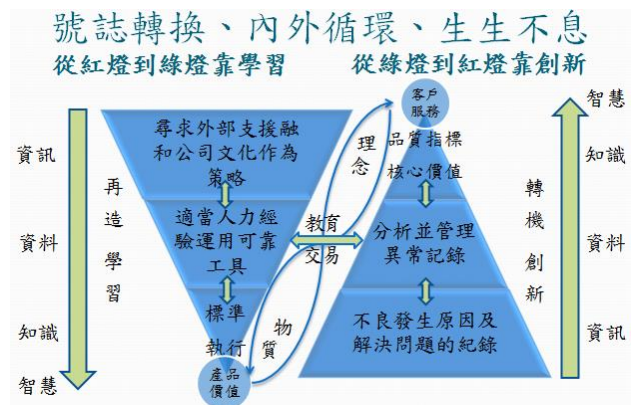 號誌轉換、內外循環、生生不息
從紅燈到綠燈靠學習
從綠燈到紅燈靠創新
資訊
資料
知識
智慧
再造學習
尋求外部支援融
和公司文化作為
策略
適當人力經
驗運用可靠
工具
標準
執行
產品
價值
理念
教育
交易
物質
客戶
服務
品質指標
核心價值
分析並管理
異常記錄
不良發生原因及
解決問題的紀錄
轉機創新
智慧
知識
資料
資訊